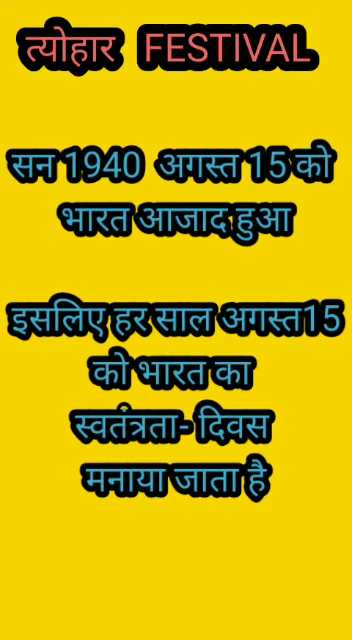 त्योहार FESTIVAL
सन 1940 अगस्त 15 को
भारत आजाद हुआ
इसलिए हर साल अगस्त15
को भारत का
स्वतंत्रता- दिवस
मनाया जाता है